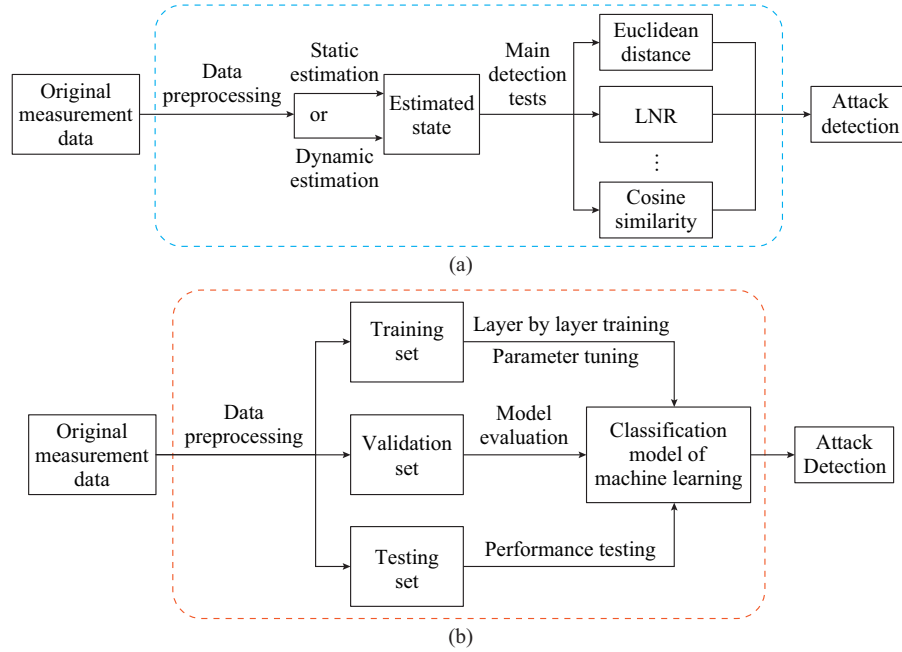 Original
measurement
data
Data
preprocessing
Static
estimation
or
Dynamic
estimation
Estimated
state
Main
detection
tests
Euclidean
distance
LNR
⋮
Cosine
similarity
Attack
detection
(a)
Original
measurement
data
Data
preprocessing
Training
set
Layer by layer training
Parameter tuning
Validation
set
Model
evaluation
Testing
set
Performance testing
Classification
model of
machine learning
Attack
Detection
(b)